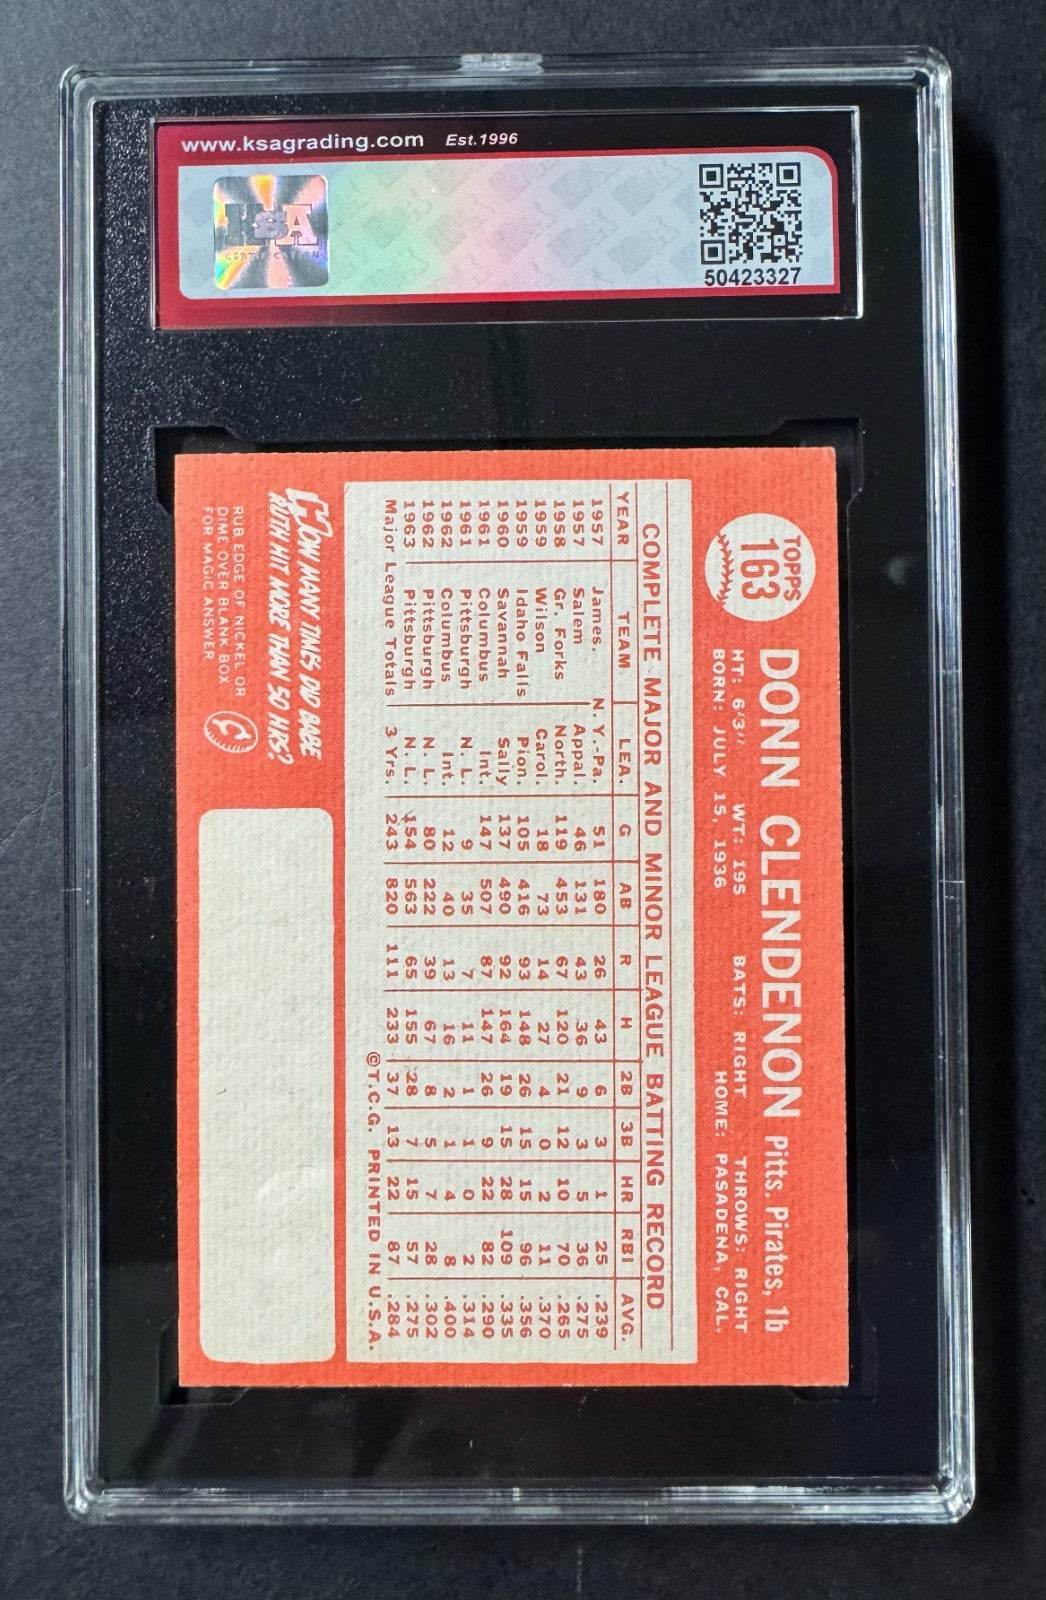 www.ksagrading.com Est.1996
KSA
CERTIFICATION
50423327
TOPPS
163
DONN CLENDENON Pitts. Pirates, 1b
HT: 6'3" WT: 195 BATS: RIGHT THROWS: RIGHT
BORN: JULY 15, 1936 HOME: PASADENA, CAL.
COMPLETE MAJOR AND MINOR LEAGUE BATTING RECORD
YEAR TEAM LEA. G AB R H 2B 3B HR RBI AVG.
1957 James. N. Y.-Pa. 51 180 26 43 6 3 1 25 .239
1957 Salem Appal. 46 131 43 36 9 3 5 36 .275
1958 Gr. Forks North. 119 453 67 120 21 12 10 70 .265
1959 Wilson Carol. 18 73 14 27 4 0 2 11 .370
1959 Idaho Falls Pion. 105 416 93 148 26 15 15 96 .356
1960 Savannah Sally 137 490 92 164 19 15 28 109 .335
1961 Columbus Int. 147 507 87 147 26 9 22 82 .290
1961 Pittsburgh N. L. 9 35 7 11 1 1 0 2 .314
1962 Columbus Int. 12 40 13 16 2 1 4 8 .400
1962 Pittsburgh N. L. 80 222 39 67 8 5 7 28 .302
1963 Pittsburgh N. L. 154 563 65 155 28 7 15 57 .275
Major League Totals 3 Yrs. 243 820 111 233 37 13 22 87 .284
©T.C.G. PRINTED IN U.S.A.
HOW MANY TIMES DID BABE
RUTH HIT MORE THAN 50 HRS?
RUB EDGE OF NICKEL OR
DIME OVER BLANK BOX
FOR MAGIC ANSWER